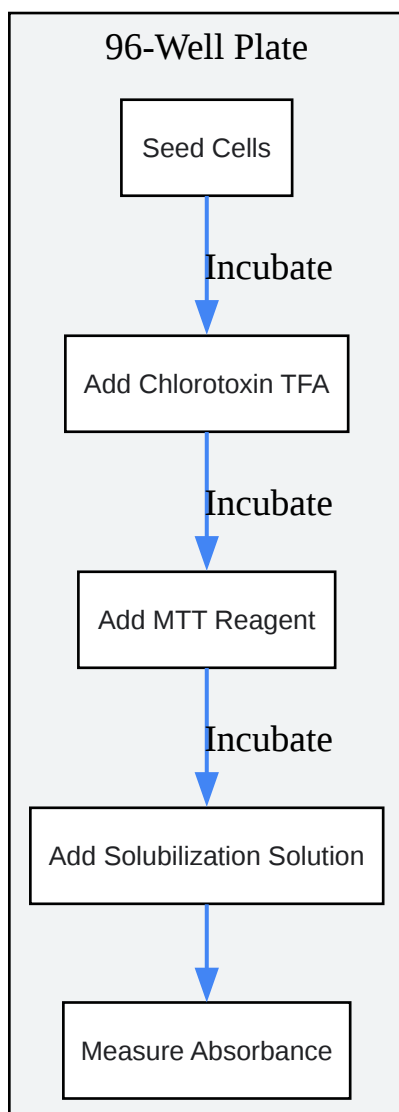 96-Well Plate
Seed Cells
Incubate
Add Chlorotoxin TFA
Incubate
Add MTT Reagent
Incubate
Add Solubilization Solution
Measure Absorbance